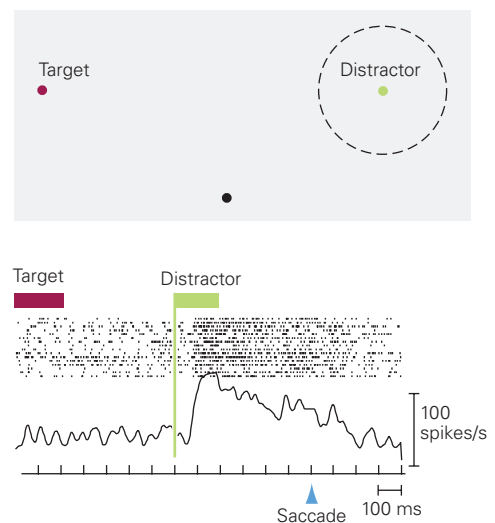 Target
Distractor
Target
Distractor
100
spikes/s
Saccade
100 ms